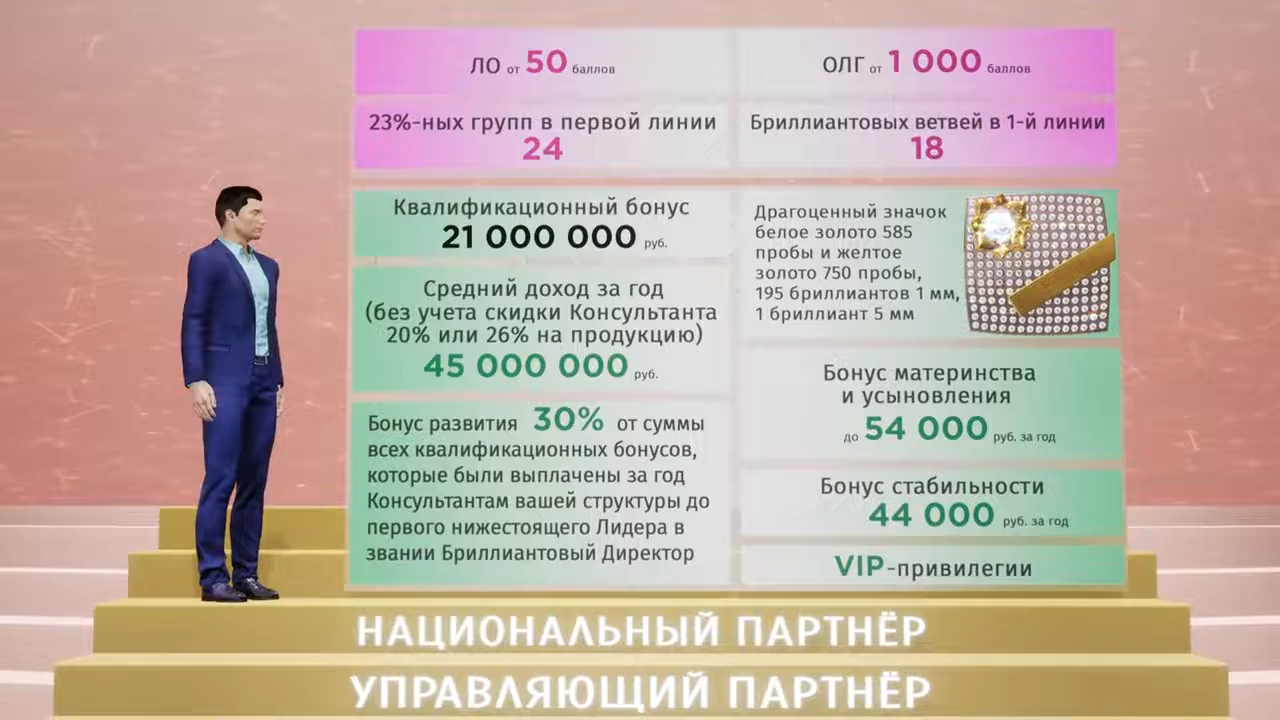 ЛО от 50 баллов
ОЛГ от 1 000 баллов
23%-ных групп в первой линии
24
Бриллиантовых ветвей в 1-й линии
18
Квалификационный бонус
21 000 000 руб.
Средний доход за год
(без учета скидки Консультанта
20% или 26% на продукцию)
45 000 000 руб.
Бонус развития 30% от суммы
всех квалификационных бонусов,
которые были выплачены за год
Консультантам вашей структуры до
первого нижестоящего Лидера в
звании Бриллиантовый Директор
Драгоценный значок
белое золото 585
пробы и желтое
золото 750 пробы,
195 бриллиантов 1 мм,
1 бриллиант 5 мм
Бонус материнства
и усыновления
до 54 000 руб. за год
Бонус стабильности
44 000 руб. за год
VIP-привилегии
НАЦИОНАЛЬНЫЙ ПАРТНЁР
УПРАВЛЯЮЩИЙ ПАРТНЁР